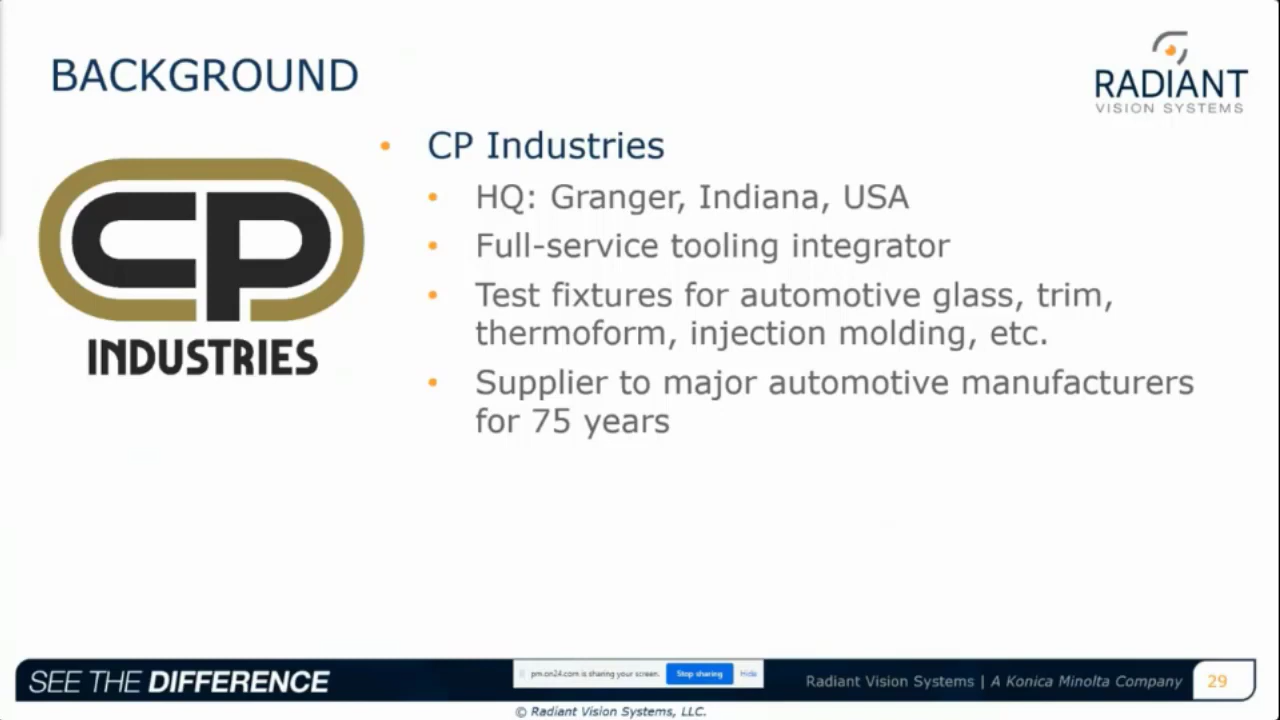 BACKGROUND
RADIANT
VISION SYSTEMS
CP
INDUSTRIES
• CP Industries
• HQ: Granger, Indiana, USA
• Full-service tooling integrator
• Test fixtures for automotive glass, trim,
thermoform, injection molding, etc.
• Supplier to major automotive manufacturers
for 75 years
SEE THE DIFFERENCE
pm.on24.com is sharing your screen. Stop sharing Hide
Radiant Vision Systems | A Konica Minolta Company 29
© Radiant Vision Systems, LLC.